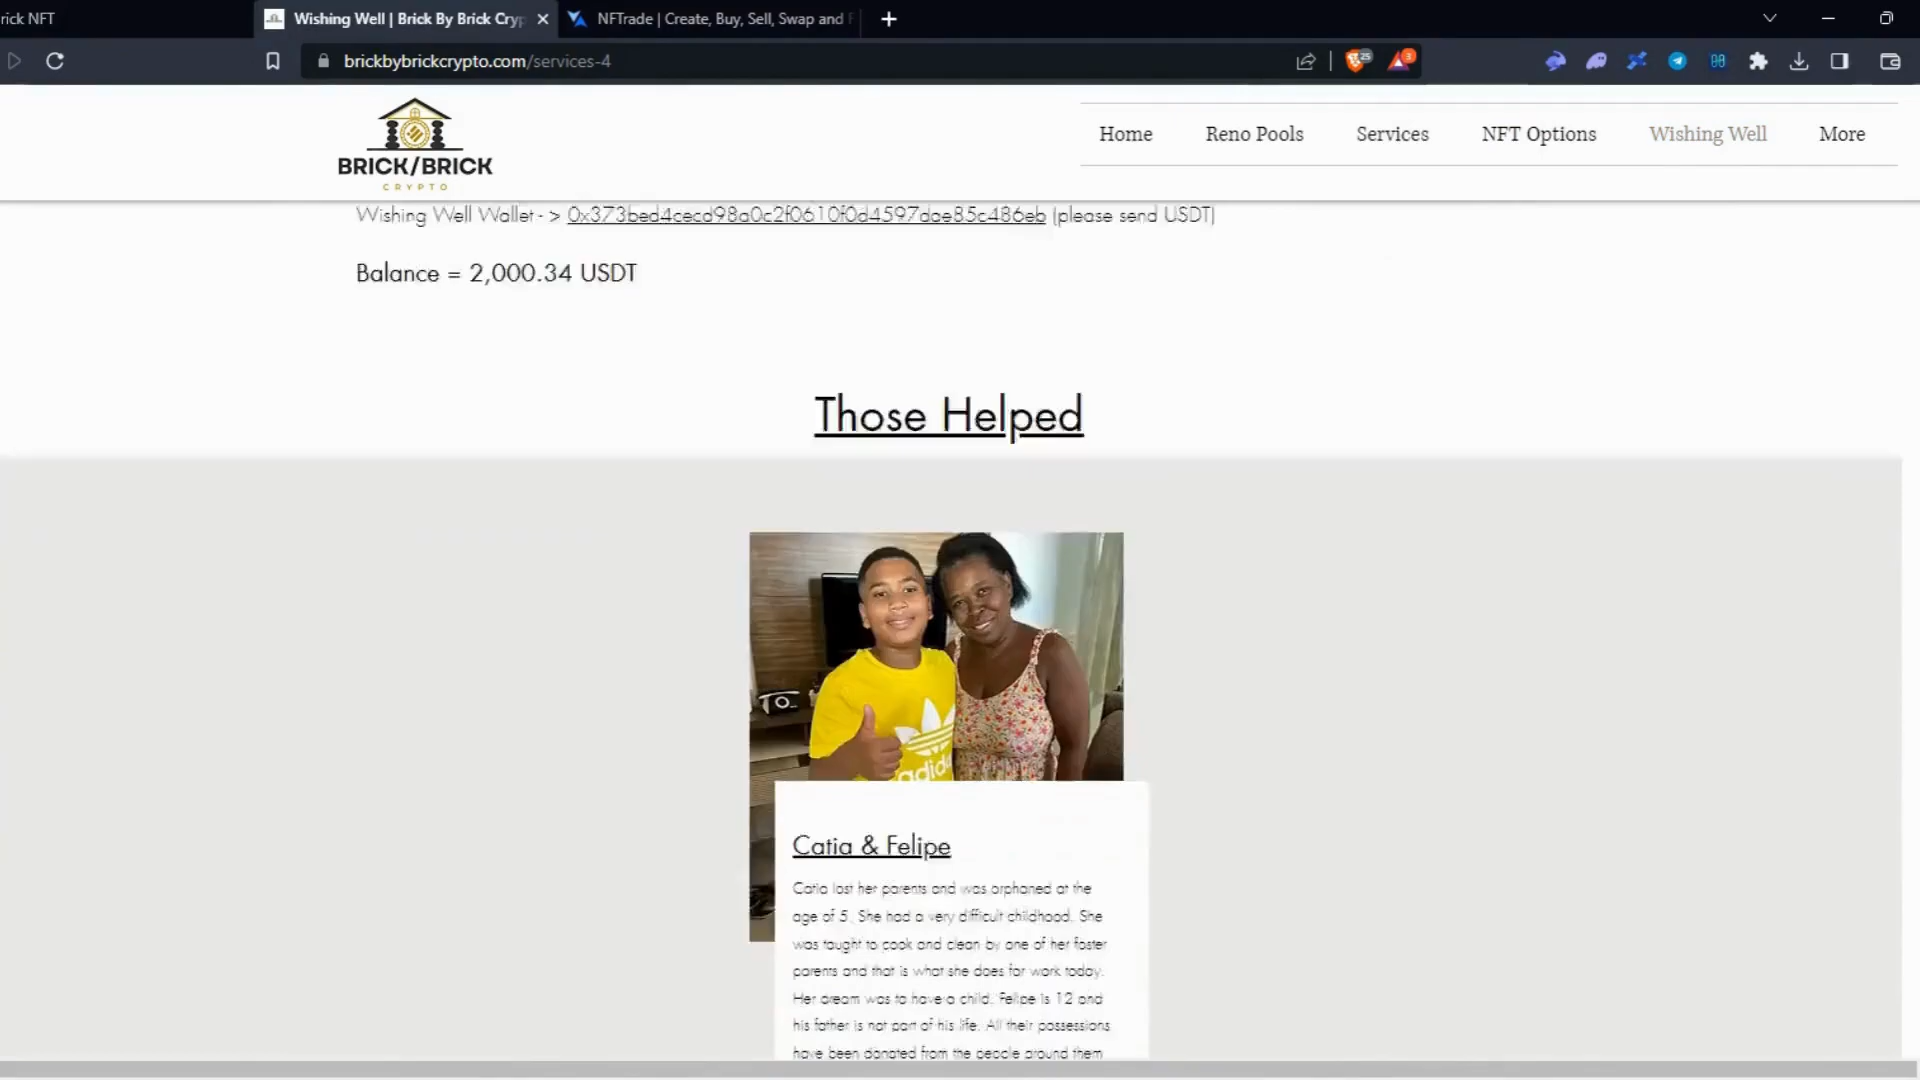 rick NFT
Wishing Well | Brick By Brick Cryp
NFTrade | Create, Buy, Sell, Swap and F
brickbybrickcrypto.com/services-4
25
3
BRICK/BRICK
CRYPTO
Home
Reno Pools
Services
NFT Options
Wishing Well
More
Wishing Well Wallet - > 0x373bed4cecd98a0c2f0610f0d4597dae85c486eb (please send USDT)
Balance = 2,000.34 USDT
Those Helped
adidas
Catia & Felipe
Catia lost her parents and was orphaned at the
age of 5. She had a very difficult childhood. She
was taught to cook and clean by one of her foster
parents and that is what she does for work today.
Her dream was to have a child. Felipe is 12 and
his father is not part of his life. All their possessions
have been donated from the people around them